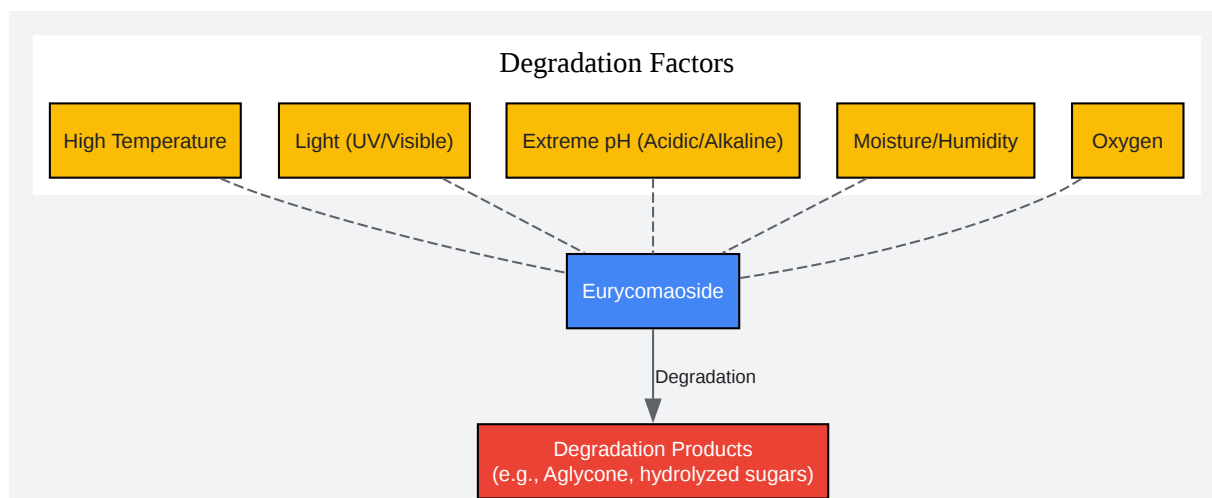 Degradation Factors
High Temperature
Light (UV/Visible)
Extreme pH (Acidic/Alkaline)
Moisture/Humidity
Oxygen
Eurycomaoside
Degradation
Degradation Products
(e.g., Aglycone, hydrolyzed sugars)